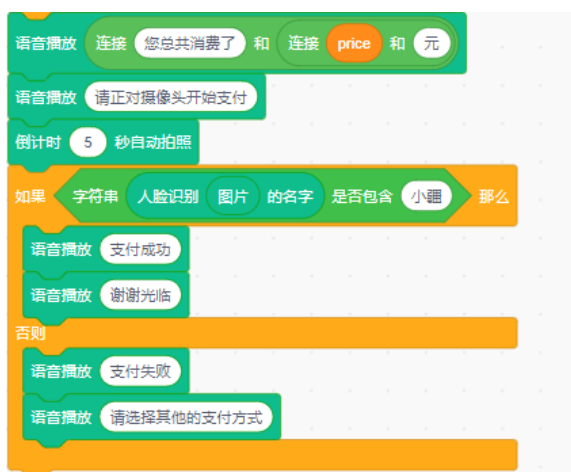 语音播放 连接 您总共消费了 和 连接 price 和 元
语音播放 请正对摄像头开始支付
倒计时 5 秒自动拍照
如果 字符串 人脸识别 图片 的名字 是否包含 小疆 那么
语音播放 支付成功
语音播放 谢谢光临
否则
语音播放 支付失败
语音播放 请选择其他的支付方式